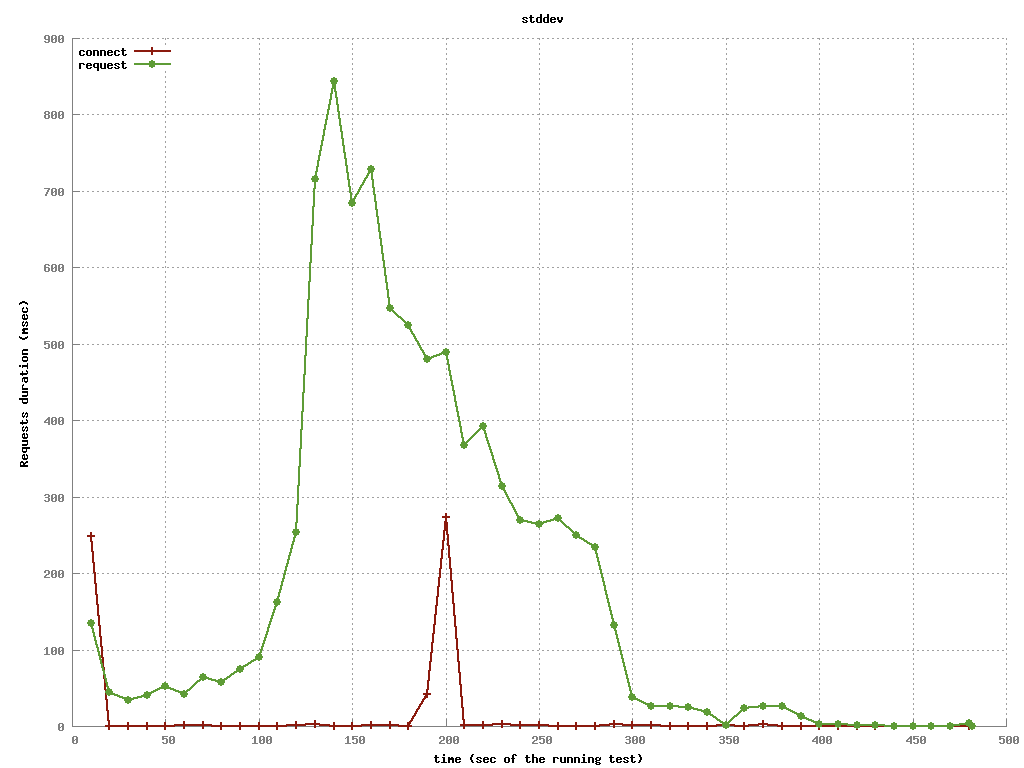 stddev
connect
request
900
800
700
600
500
400
300
200
100
0
Requests duration (msec)
0 50 100 150 200 250 300 350 400 450 500
time (sec of the running test)